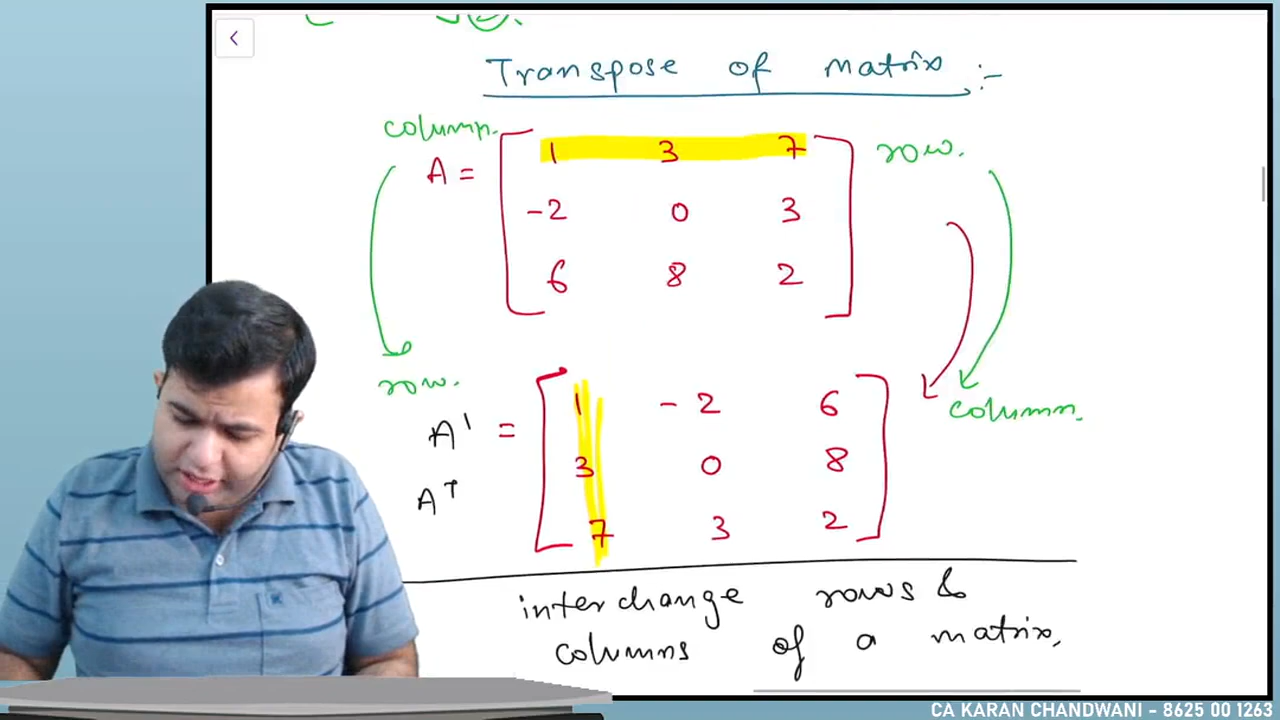 Transpose of matrix :-
column.
A = [ 1 3 7 ] row.
-2 0 3
6 8 2
row.
A' = [ 1 -2 6 ] column.
3 0 8
A^T
7 3 2
interchange rows &
columns of a matrix.
CA KARAN CHANDWANI - 8625 00 1263